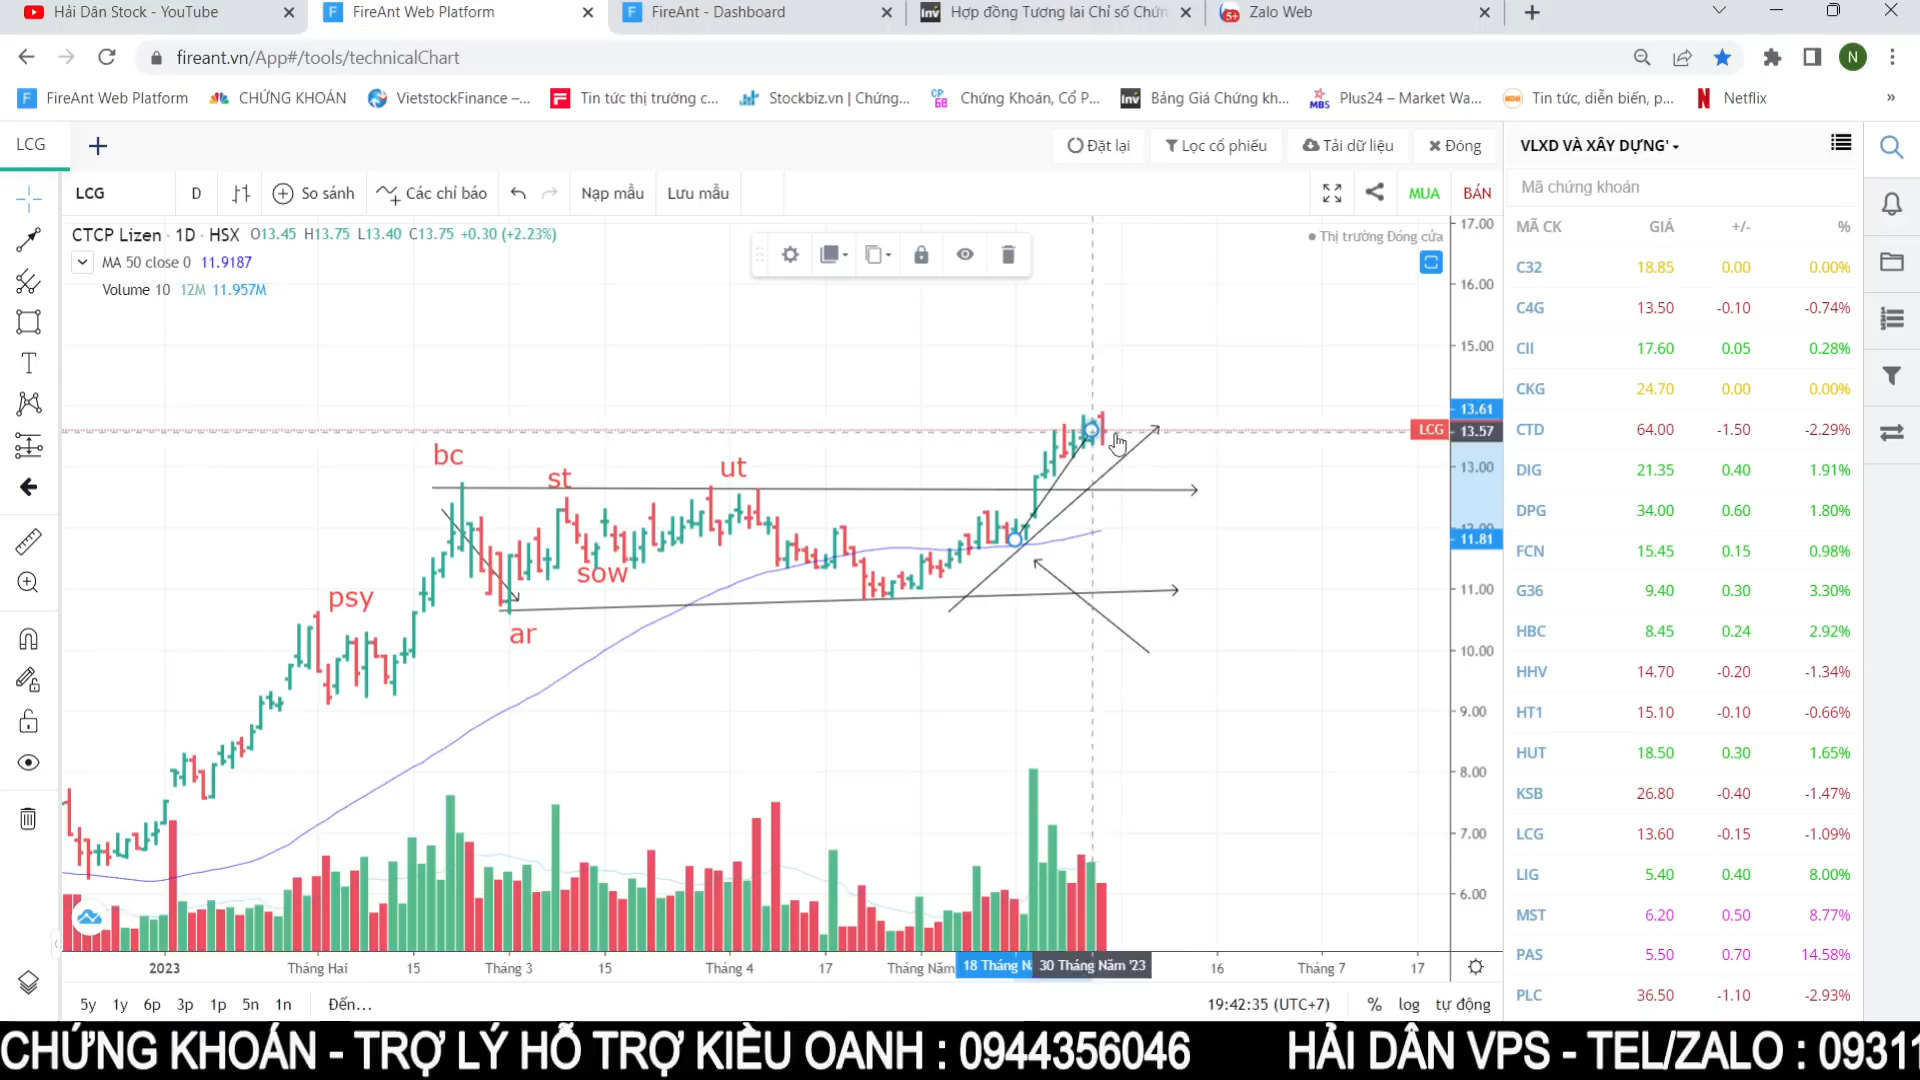 Hải Dân Stock - YouTube
FireAnt Web Platform
FireAnt - Dashboard
Hợp đồng Tương lai Chỉ số Chứn
Zalo Web
fireant.vn/App#/tools/technicalChart
N
FireAnt Web Platform
CHỨNG KHOÁN
VietstockFinance –...
Tin tức thị trường c...
Stockbiz.vn | Chứng...
Chứng Khoán, Cổ P...
Bảng Giá Chứng kh...
Plus24 – Market Wa...
Tin tức, diễn biến, p...
Netflix
»
LCG
Đặt lại
Lọc cổ phiếu
Tải dữ liệu
Đóng
VLXD VÀ XÂY DỰNG'
LCG
D
So sánh
Các chỉ báo
Nạp mẫu
Lưu mẫu
MUA
BÁN
Mã chứng khoán
CTCP Lizen · 1D · HSX O13.45 H13.75 L13.40 C13.75 +0.30 (+2.23%)
MA 50 close 0 11.9187
Volume 10 12M 11.957M
Thị trường Đóng cửa
17.00
16.00
15.00
13.61
LCG
13.57
13.00
12.00
11.81
11.00
10.00
9.00
8.00
7.00
6.00
bc
st
ut
sow
psy
ar
MÃ CK GIÁ +/- %
C32 18.85 0.00 0.00%
C4G 13.50 -0.10 -0.74%
CII 17.60 0.05 0.28%
CKG 24.70 0.00 0.00%
CTD 64.00 -1.50 -2.29%
DIG 21.35 0.40 1.91%
DPG 34.00 0.60 1.80%
FCN 15.45 0.15 0.98%
G36 9.40 0.30 3.30%
HBC 8.45 0.24 2.92%
HHV 14.70 -0.20 -1.34%
HT1 15.10 -0.10 -0.66%
HUT 18.50 0.30 1.65%
KSB 26.80 -0.40 -1.47%
LCG 13.60 -0.15 -1.09%
LIG 5.40 0.40 8.00%
MST 6.20 0.50 8.77%
PAS 5.50 0.70 14.58%
PLC 36.50 -1.10 -2.93%
2023 Tháng Hai 15 Tháng 3 15 Tháng 4 17 Tháng Năm 18 Tháng N 30 Tháng Năm '23 16 Tháng 7 17
5y 1y 6p 3p 1p 5n 1n Đến...
19:42:35 (UTC+7) % log tự động
CHỨNG KHOÁN - TRỢ LÝ HỖ TRỢ KIỀU OANH : 0944356046 HẢI DÂN VPS - TEL/ZALO : 09311